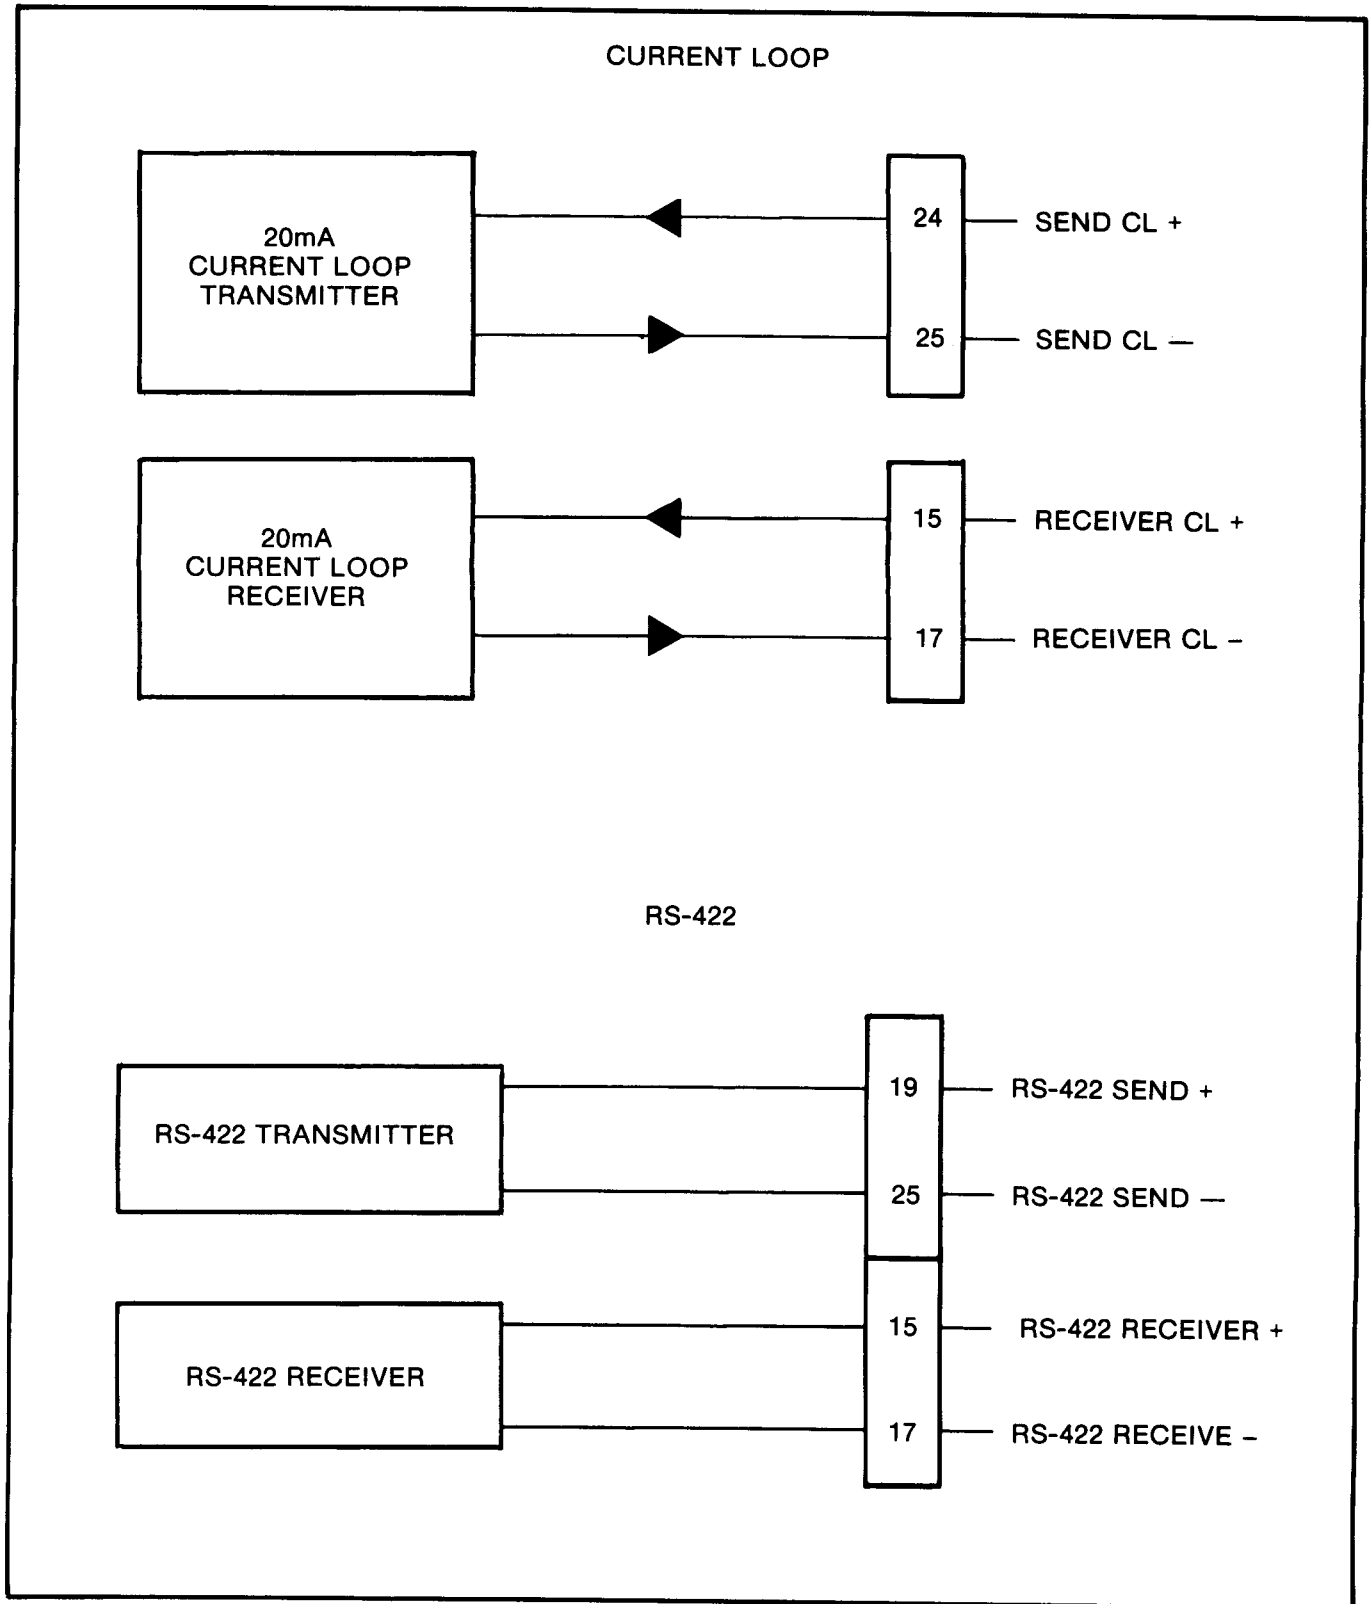 CURRENT LOOP
20mA
CURRENT LOOP
TRANSMITTER
24
SEND CL +
25
SEND CL —
20mA
CURRENT LOOP
RECEIVER
15
RECEIVER CL +
17
RECEIVER CL –
RS-422
RS-422 TRANSMITTER
19
RS-422 SEND +
25
RS-422 SEND —
RS-422 RECEIVER
15
RS-422 RECEIVER +
17
RS-422 RECEIVE –